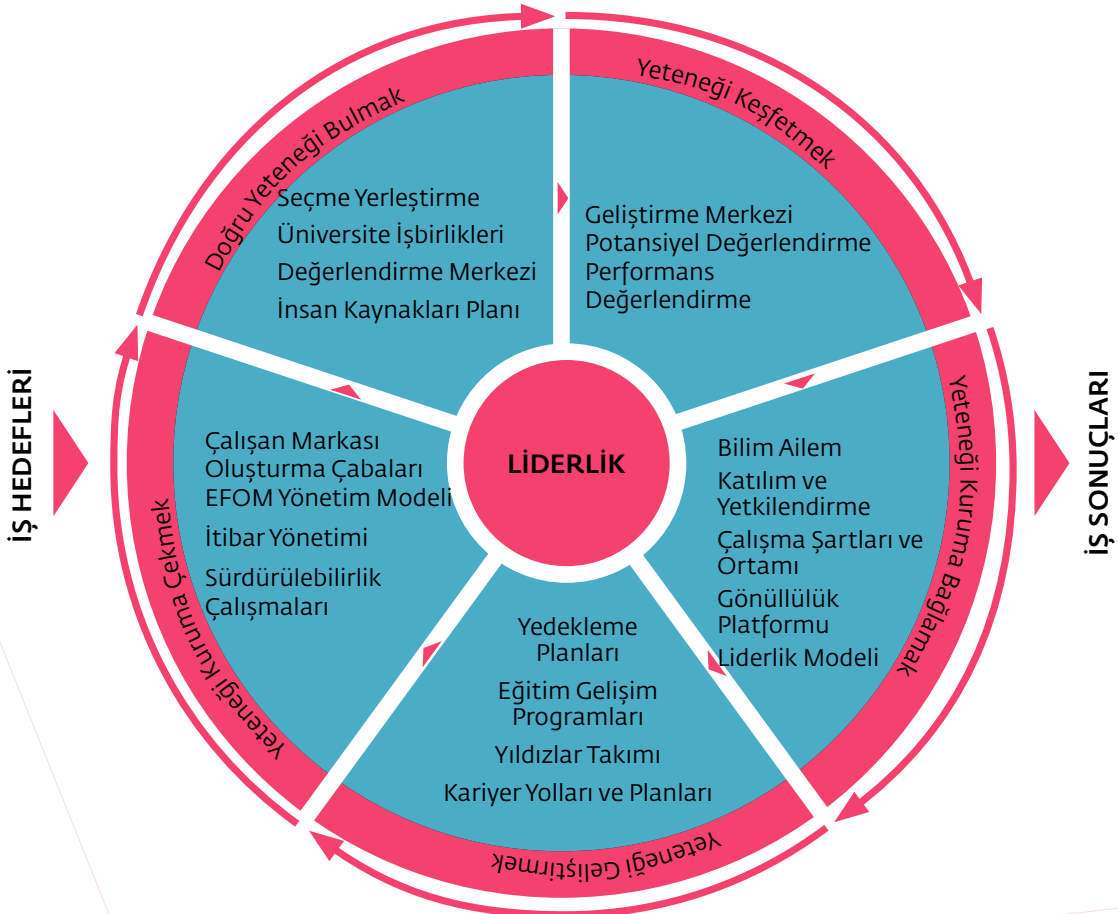 Doğru Yeteneği Bulmak
Seçme Yerleştirme
Üniversite İşbirlikleri
Değerlendirme Merkezi
İnsan Kaynakları Planı
Yeteneği Keşfetmek
Geliştirme Merkezi
Potansiyel Değerlendirme
Performans
Değerlendirme
İŞ HEDEFLERİ
Yeteneği Kuruma Çekmek
Çalışan Markası
Oluşturma Çabaları
EFOM Yönetim Modeli
İtibar Yönetimi
Sürdürülebilirlik
Çalışmaları
LİDERLİK
Bilim Ailem
Katılım ve
Yetkilendirme
Çalışma Şartları ve
Ortamı
Gönüllülük
Platformu
Liderlik Modeli
Yeteneği Kuruma Bağlamak
İŞ SONUÇLARI
Yedekleme
Planları
Eğitim Gelişim
Programları
Yıldızlar Takımı
Kariyer Yolları ve Planları
Yeteneği Geliştirmek